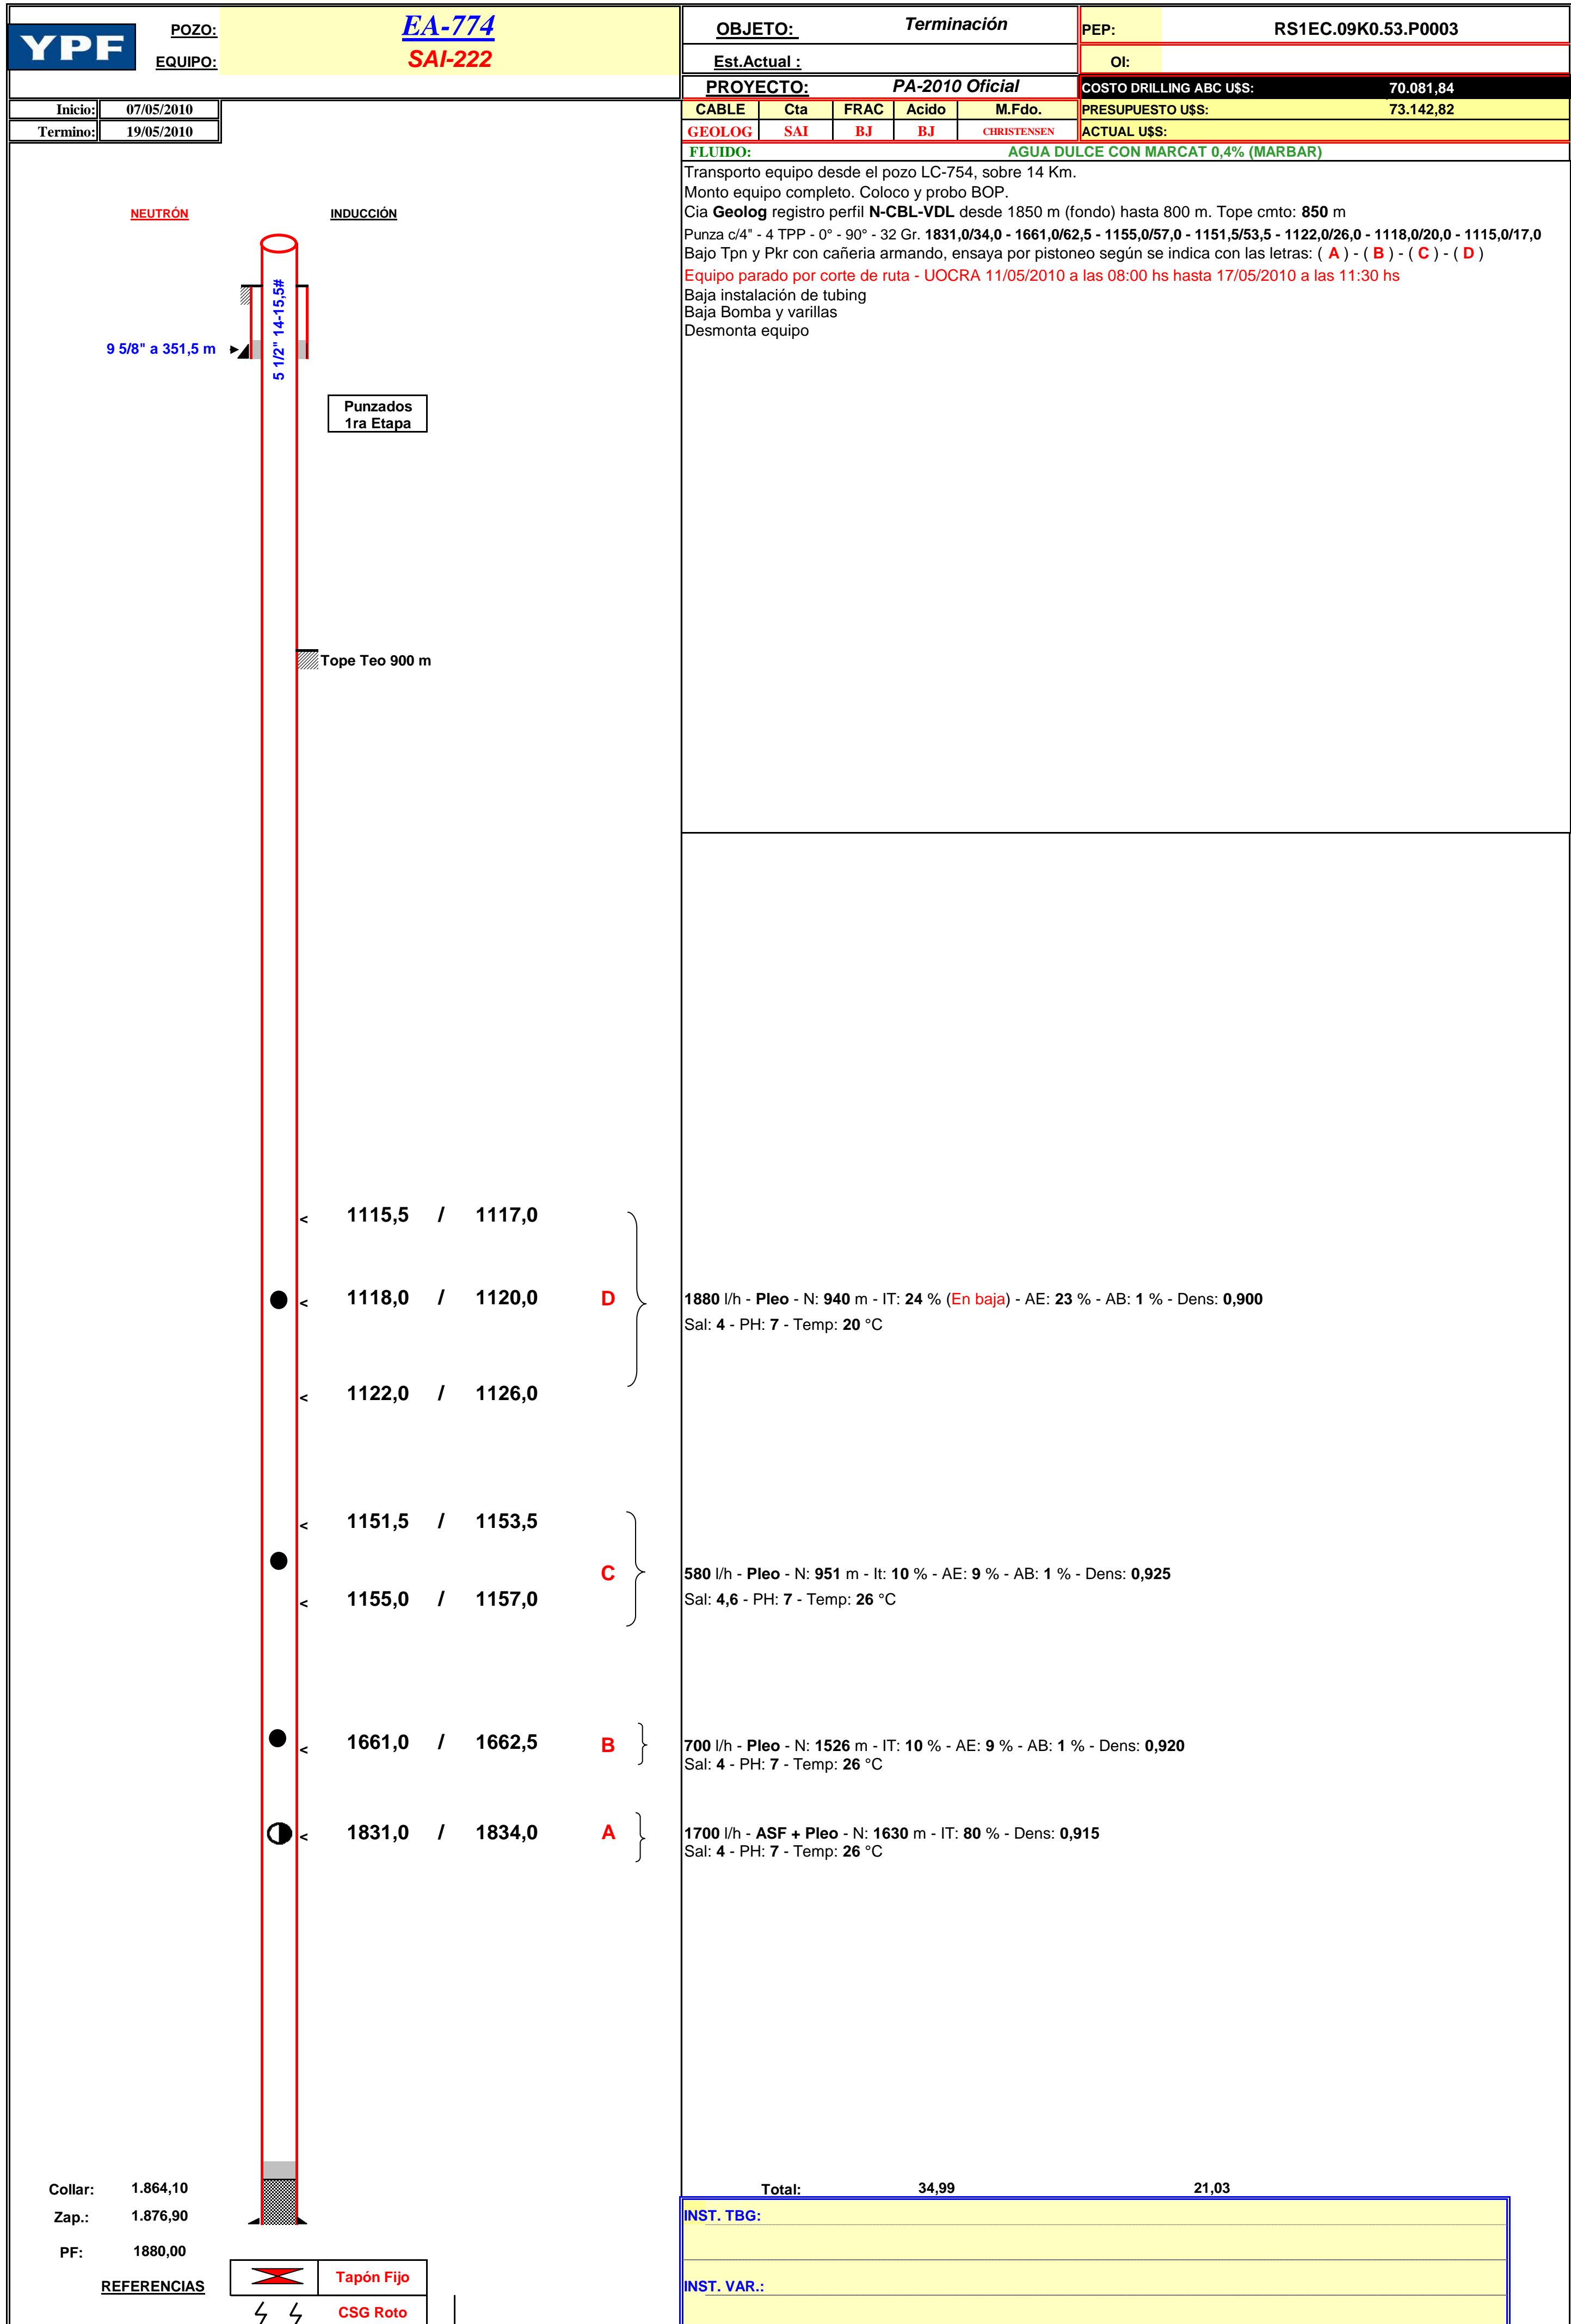 YPF
POZO: EA-774
EQUIPO: SAI-222
OBJETO: Terminación
PEP: RS1EC.09K0.53.P0003
Est.Actual :
OI:
PROYECTO: PA-2010 Oficial
COSTO DRILLING ABC U$S: 70.081,84
Inicio: 07/05/2010
Termino: 19/05/2010
CABLE Cta FRAC Acido M.Fdo.
PRESUPUESTO U$S: 73.142,82
GEOLOG SAI BJ BJ CHRISTENSEN
ACTUAL U$S:
FLUIDO: AGUA DULCE CON MARCAT 0,4% (MARBAR)
Transporto equipo desde el pozo LC-754, sobre 14 Km.
Monto equipo completo. Coloco y probo BOP.
Cia Geolog registro perfil N-CBL-VDL desde 1850 m (fondo) hasta 800 m. Tope cmto: 850 m
Punza c/4" - 4 TPP - 0° - 90° - 32 Gr. 1831,0/34,0 - 1661,0/62,5 - 1155,0/57,0 - 1151,5/53,5 - 1122,0/26,0 - 1118,0/20,0 - 1115,0/17,0
Bajo Tpn y Pkr con cañeria armando, ensaya por pistoneo según se indica con las letras: ( A ) - ( B ) - ( C ) - ( D )
Equipo parado por corte de ruta - UOCRA 11/05/2010 a las 08:00 hs hasta 17/05/2010 a las 11:30 hs
Baja instalación de tubing
Baja Bomba y varillas
Desmonta equipo
NEUTRÓN
INDUCCIÓN
5 1/2" 14-15,5#
9 5/8" a 351,5 m
Punzados
1ra Etapa
Tope Teo 900 m
< 1115,5 / 1117,0
< 1118,0 / 1120,0 D
1880 l/h - Pleo - N: 940 m - IT: 24 % (En baja) - AE: 23 % - AB: 1 % - Dens: 0,900
Sal: 4 - PH: 7 - Temp: 20 °C
< 1122,0 / 1126,0
< 1151,5 / 1153,5
C
580 l/h - Pleo - N: 951 m - It: 10 % - AE: 9 % - AB: 1 % - Dens: 0,925
Sal: 4,6 - PH: 7 - Temp: 26 °C
< 1155,0 / 1157,0
< 1661,0 / 1662,5 B
700 l/h - Pleo - N: 1526 m - IT: 10 % - AE: 9 % - AB: 1 % - Dens: 0,920
Sal: 4 - PH: 7 - Temp: 26 °C
< 1831,0 / 1834,0 A
1700 l/h - ASF + Pleo - N: 1630 m - IT: 80 % - Dens: 0,915
Sal: 4 - PH: 7 - Temp: 26 °C
Collar: 1.864,10
Total: 34,99 21,03
Zap.: 1.876,90
INST. TBG:
PF: 1880,00
REFERENCIAS
Tapón Fijo
INST. VAR.:
CSG Roto